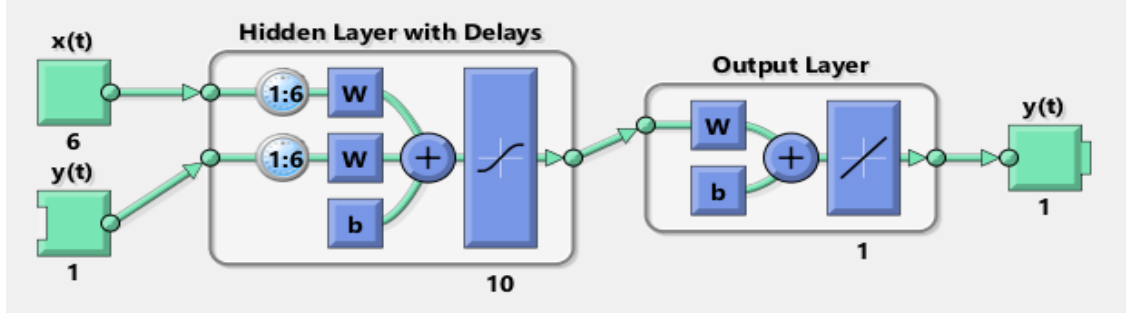 Hidden Layer with Delays
x(t)
6
1:6
W
y(t)
1
1:6
W
b
+
10
Output Layer
W
b
+
1
y(t)
1